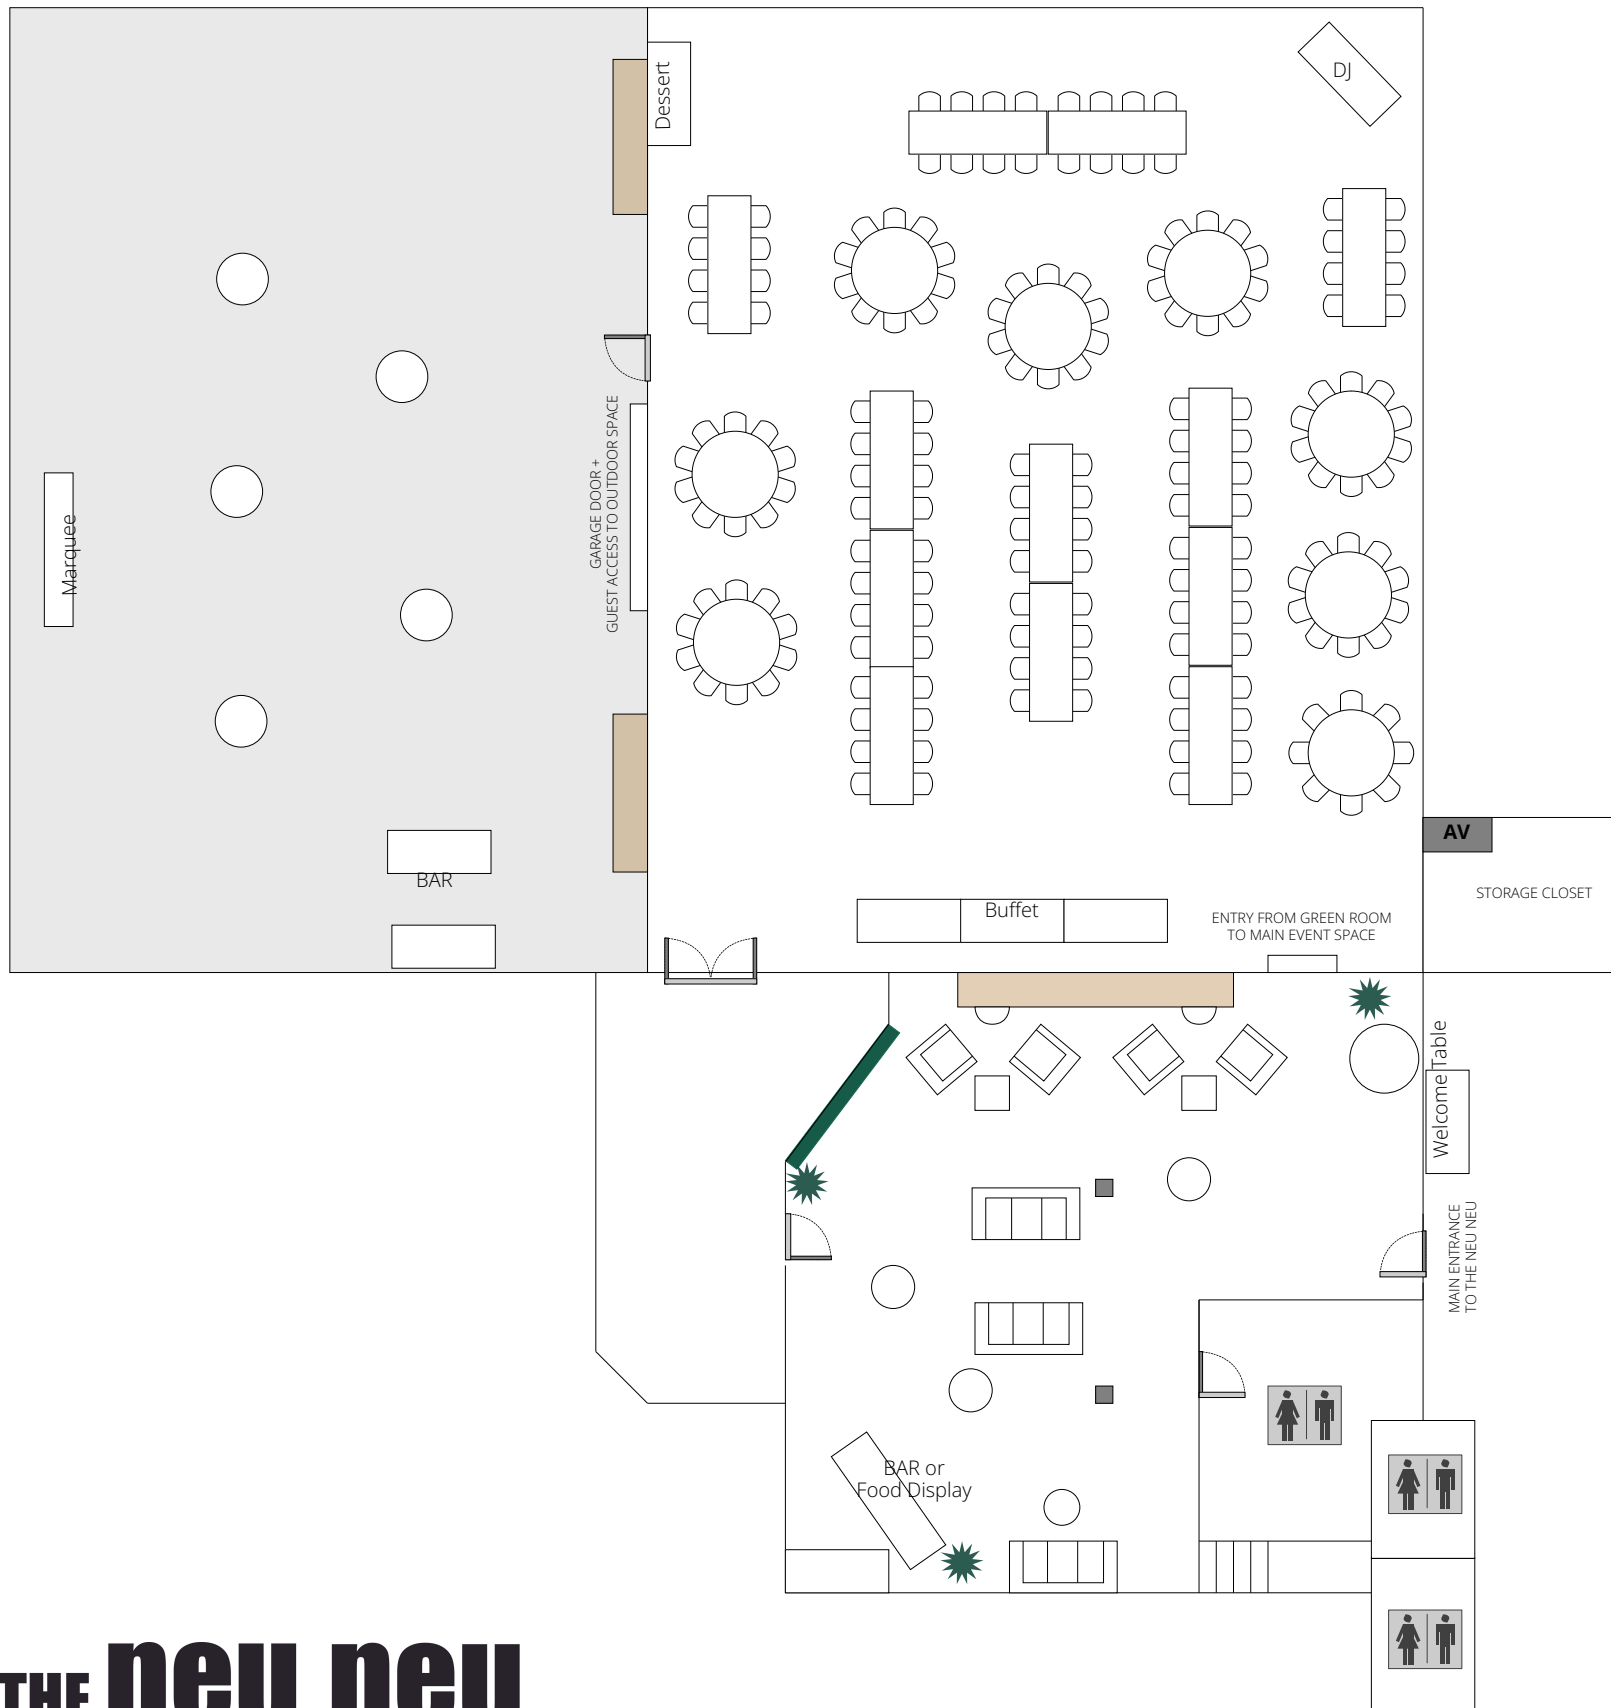 DJ
Dessert
GARAGE DOOR +
GUEST ACCESS TO OUTDOOR SPACE
Marquee
AV
BAR
STORAGE CLOSET
Buffet
ENTRY FROM GREEN ROOM
TO MAIN EVENT SPACE
Welcome Table
MAIN ENTRANCE
TO THE NEU NEU
BAR or
Food Display
THE neu neu